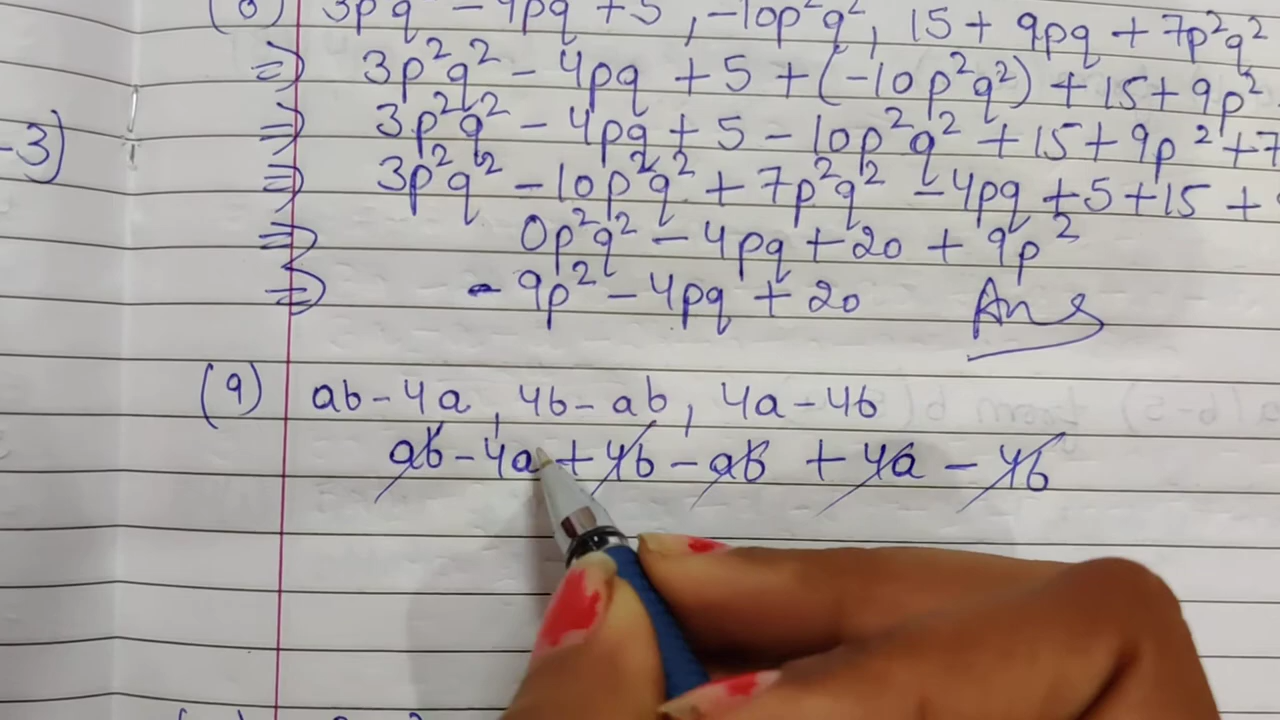 (8) 3pq² - 4pq + 5, -10p²q², 15 + 9pq + 7p²q²
⇒ 3p²q² - 4pq + 5 + (-10p²q²) + 15 + 9p²
-3) ⇒ 3p²q² - 4pq + 5 - 10p²q² + 15 + 9p² + 7
⇒ 3p²q² - 10p²q² + 7p²q² - 4pq + 5 + 15 +
⇒ 0p²q² - 4pq + 20 + 9p²
⇒ 9p² - 4pq + 20 Ans
(9) ab - 4a, 4b - ab, 4a - 4b
ab - 4a + 4b - ab + 4a - 4b